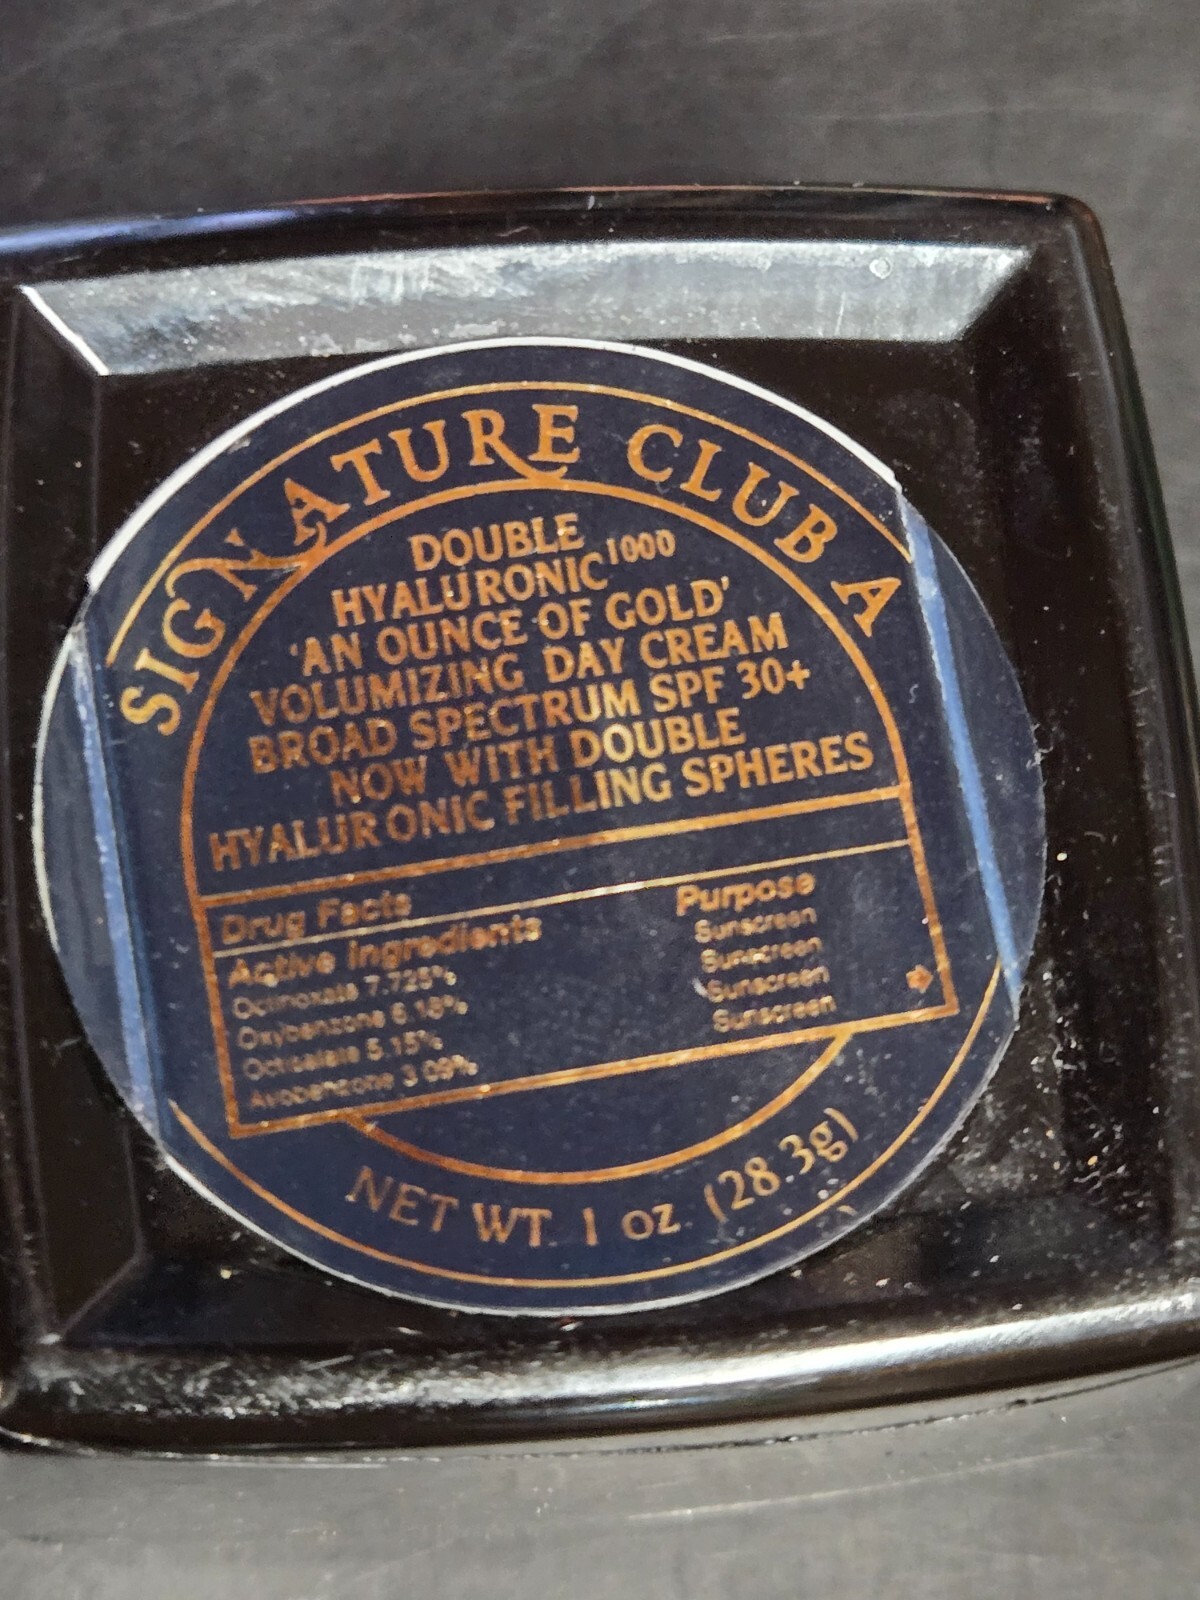 SIGNATURE CLUB A
DOUBLE
HYALURONIC1000
'AN OUNCE OF GOLD'
VOLUMIZING DAY CREAM
BROAD SPECTRUM SPF 30+
NOW WITH DOUBLE
HYALURONIC FILLING SPHERES
Drug Facts
Active ingredients Purpose
Octinoxate 7.725% Sunscreen
Oxybenzone 6.18% Sunscreen
Octisalate 5.15% Sunscreen
Avobenzone 3.09% Sunscreen
NET WT. 1 oz. (28.3g)